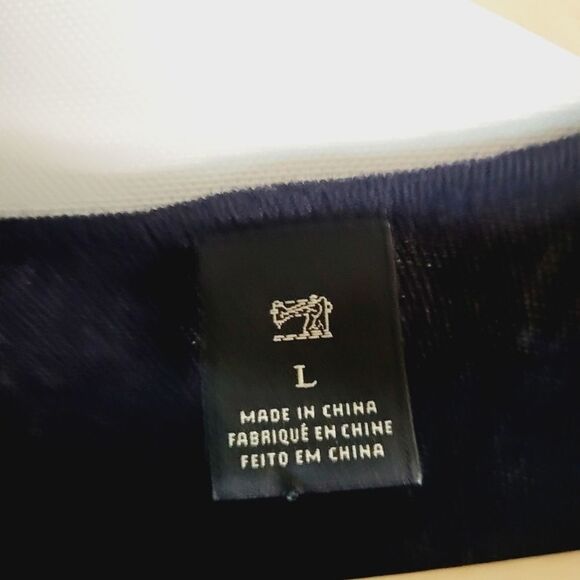 L
MADE IN CHINA
FABRIQUÉ EN CHINE
FEITO EM CHINA